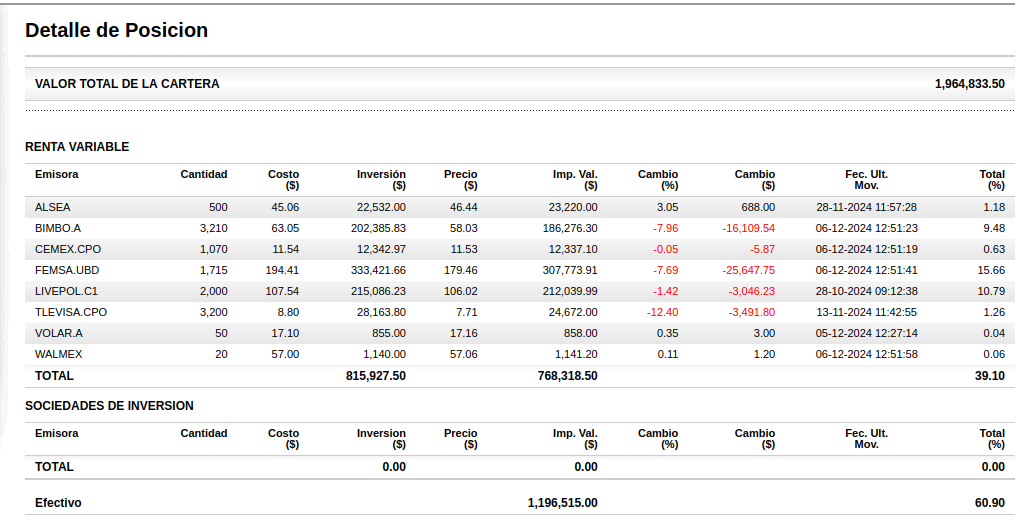 Detalle de Posicion
VALOR TOTAL DE LA CARTERA 1,964,833.50
RENTA VARIABLE
Emisora Cantidad Costo ($) Inversión ($) Precio ($) Imp. Val. ($) Cambio (%) Cambio ($) Fec. Ult. Mov. Total (%)
ALSEA 500 45.06 22,532.00 46.44 23,220.00 3.05 688.00 28-11-2024 11:57:28 1.18
BIMBO.A 3,210 63.05 202,385.83 58.03 186,276.30 -7.96 -16,109.54 06-12-2024 12:51:23 9.48
CEMEX.CPO 1,070 11.54 12,342.97 11.53 12,337.10 -0.05 -5.87 06-12-2024 12:51:19 0.63
FEMSA.UBD 1,715 194.41 333,421.66 179.46 307,773.91 -7.69 -25,647.75 06-12-2024 12:51:41 15.66
LIVEPOL.C1 2,000 107.54 215,086.23 106.02 212,039.99 -1.42 -3,046.23 28-10-2024 09:12:38 10.79
TLEVISA.CPO 3,200 8.80 28,163.80 7.71 24,672.00 -12.40 -3,491.80 13-11-2024 11:42:55 1.26
VOLAR.A 50 17.10 855.00 17.16 858.00 0.35 3.00 05-12-2024 12:27:14 0.04
WALMEX 20 57.00 1,140.00 57.06 1,141.20 0.11 1.20 06-12-2024 12:51:58 0.06
TOTAL 815,927.50 768,318.50 39.10
SOCIEDADES DE INVERSION
Emisora Cantidad Costo ($) Inversion ($) Precio ($) Imp. Val. ($) Cambio (%) Cambio ($) Fec. Ult. Mov. Total (%)
TOTAL 0.00 0.00 0.00
Efectivo 1,196,515.00 60.90